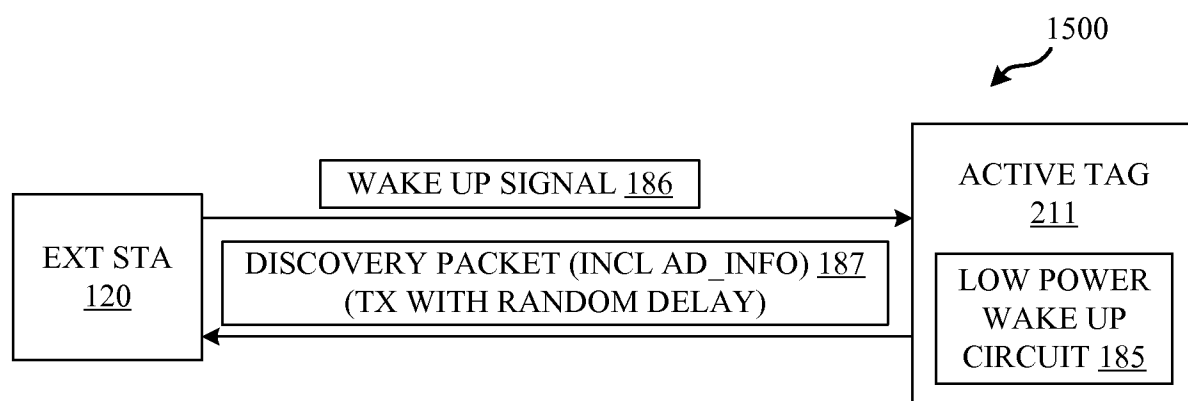 1500
WAKE UP SIGNAL 186
ACTIVE TAG
211
EXT STA
120
DISCOVERY PACKET (INCL AD_INFO) 187
(TX WITH RANDOM DELAY)
LOW POWER
WAKE UP
CIRCUIT 185